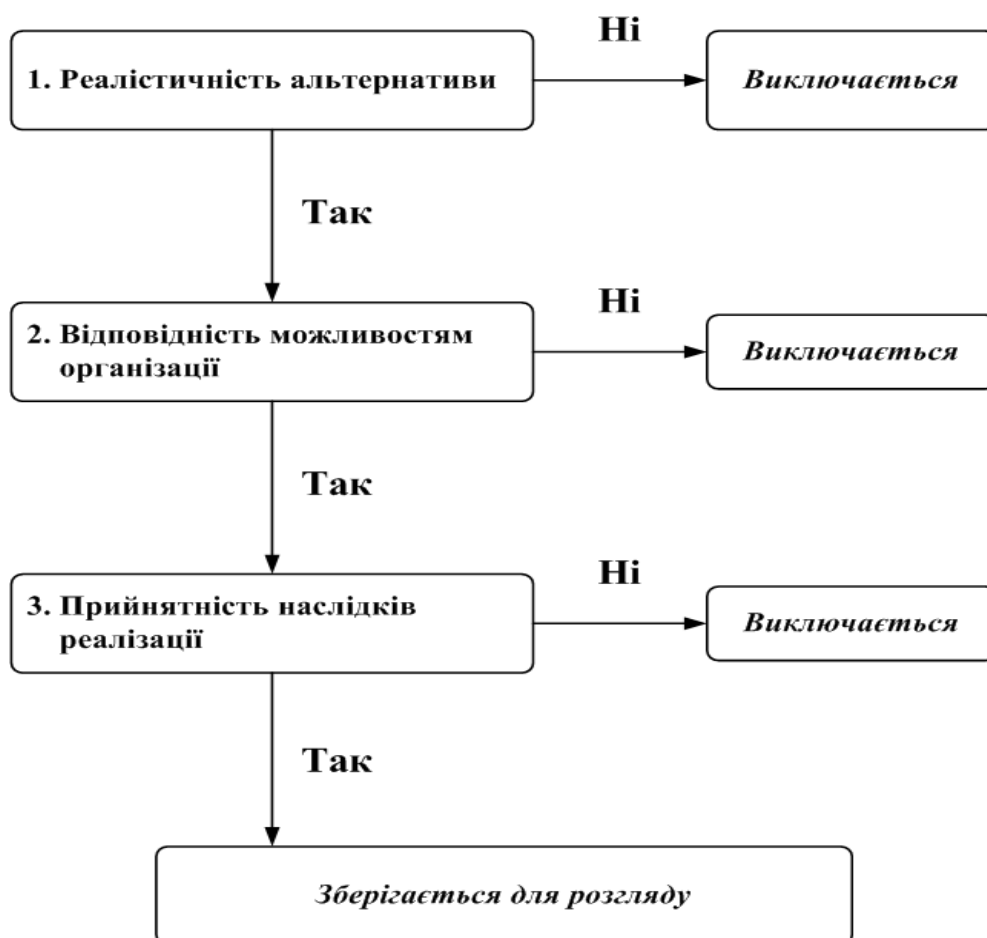 Ні
1. Реалістичність альтернативи
Виключається
Так
Ні
2. Відповідність можливостям
організації
Виключається
Так
Ні
3. Прийнятність наслідків
реалізації
Виключається
Так
Зберігається для розгляду